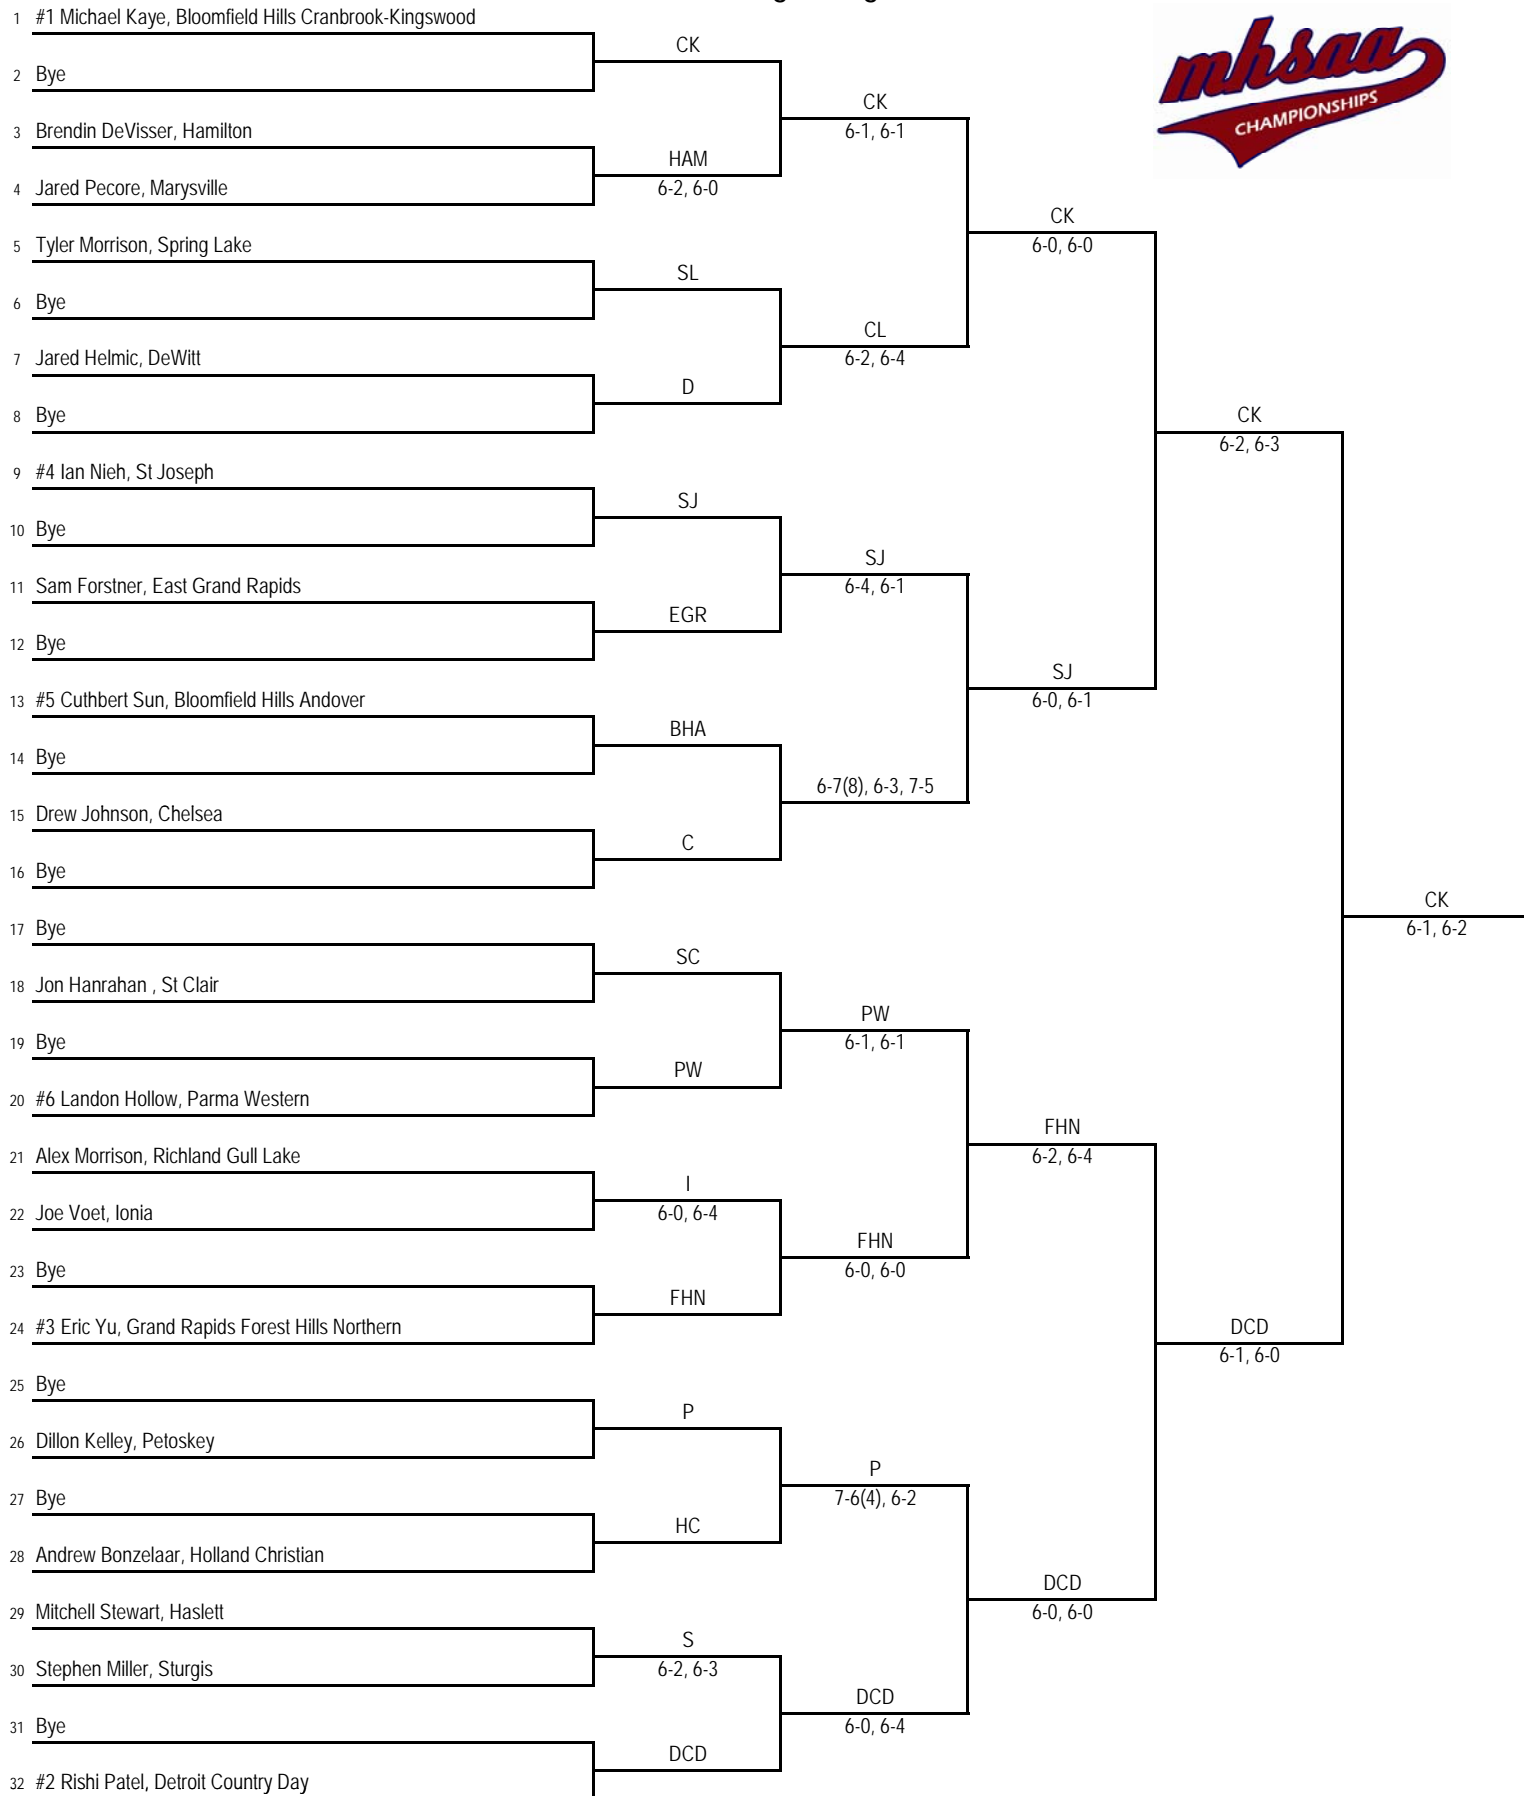 1 #1 Michael Kaye, Bloomfield Hills Cranbrook-Kingswood
CK
2 Bye
CK
6-1, 6-1
3 Brendin DeVisser, Hamilton
HAM
6-2, 6-0
4 Jared Pecore, Marysville
CK
6-0, 6-0
5 Tyler Morrison, Spring Lake
SL
6 Bye
CL
6-2, 6-4
7 Jared Helmic, DeWitt
D
8 Bye
CK
6-2, 6-3
9 #4 Ian Nieh, St Joseph
SJ
10 Bye
SJ
6-4, 6-1
11 Sam Forstner, East Grand Rapids
EGR
12 Bye
SJ
6-0, 6-1
13 #5 Cuthbert Sun, Bloomfield Hills Andover
BHA
14 Bye
6-7(8), 6-3, 7-5
15 Drew Johnson, Chelsea
C
16 Bye
CK
6-1, 6-2
17 Bye
SC
18 Jon Hanrahan , St Clair
PW
6-1, 6-1
19 Bye
PW
20 #6 Landon Hollow, Parma Western
FHN
6-2, 6-4
21 Alex Morrison, Richland Gull Lake
I
6-0, 6-4
22 Joe Voet, Ionia
FHN
6-0, 6-0
23 Bye
FHN
24 #3 Eric Yu, Grand Rapids Forest Hills Northern
DCD
6-1, 6-0
25 Bye
P
26 Dillon Kelley, Petoskey
P
7-6(4), 6-2
27 Bye
HC
28 Andrew Bonzelaar, Holland Christian
DCD
6-0, 6-0
29 Mitchell Stewart, Haslett
S
6-2, 6-3
30 Stephen Miller, Sturgis
DCD
6-0, 6-4
31 Bye
DCD
32 #2 Rishi Patel, Detroit Country Day
mhsaa
CHAMPIONSHIPS